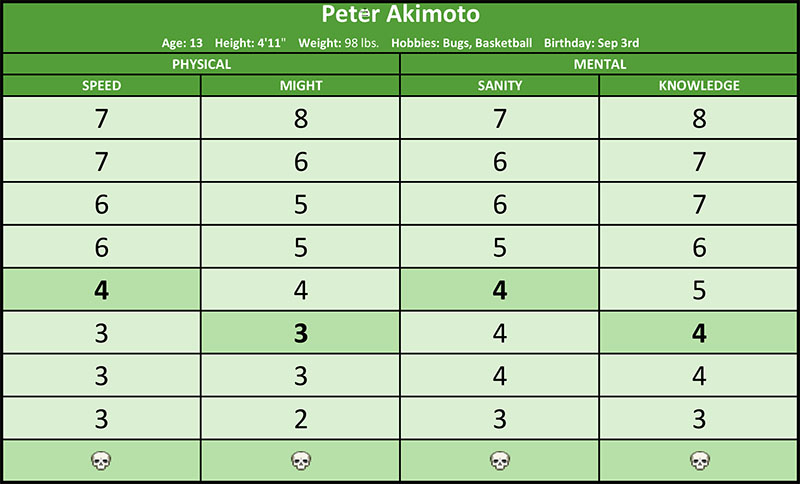 Peter Akimoto
Age: 13 Height: 4'11" Weight: 98 lbs. Hobbies: Bugs, Basketball Birthday: Sep 3rd
PHYSICAL MENTAL
SPEED MIGHT SANITY KNOWLEDGE
7 8 7 8
7 6 6 7
6 5 6 7
6 5 5 6
4 4 4 5
3 3 4 4
3 3 4 4
3 2 3 3